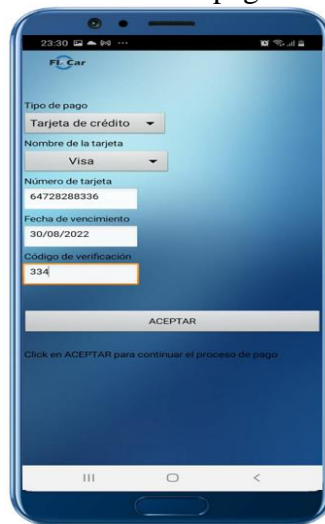 23:30
Fi-Car
Tipo de pago
Tarjeta de crédito
Nombre de la tarjeta
Visa
Número de tarjeta
64728288336
Fecha de vencimiento
30/08/2022
Código de verificación
334
ACEPTAR
Click en ACEPTAR para continuar el proceso de pago